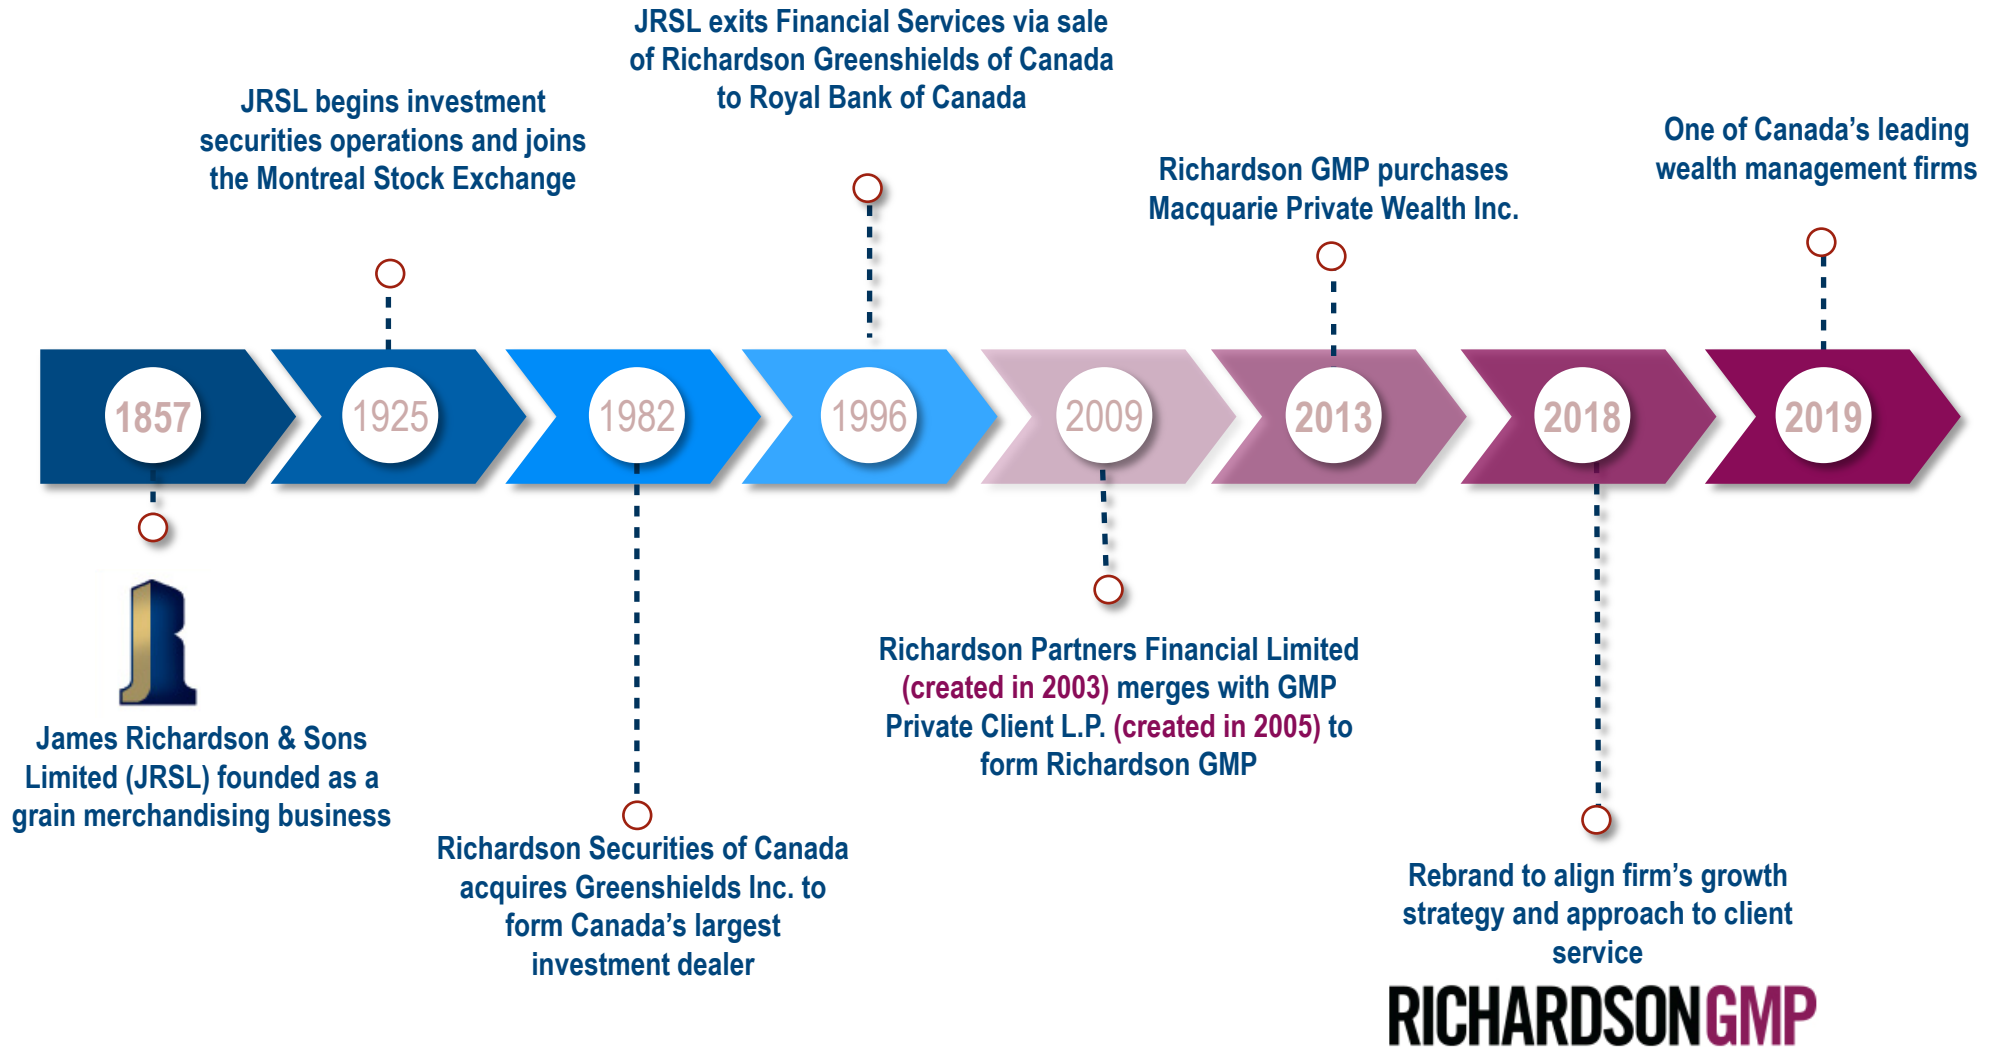 JRSL exits Financial Services via sale
of Richardson Greenshields of Canada
to Royal Bank of Canada
JRSL begins investment
securities operations and joins
the Montreal Stock Exchange
One of Canada’s leading
wealth management firms
Richardson GMP purchases
Macquarie Private Wealth Inc.
1857
1925
1982
1996
2009
2013
2018
2019
James Richardson & Sons
Limited (JRSL) founded as a
grain merchandising business
Richardson Securities of Canada
acquires Greenshields Inc. to
form Canada’s largest
investment dealer
Richardson Partners Financial Limited
(created in 2003) merges with GMP
Private Client L.P. (created in 2005) to
form Richardson GMP
Rebrand to align firm’s growth
strategy and approach to client
service
RICHARDSONGMP